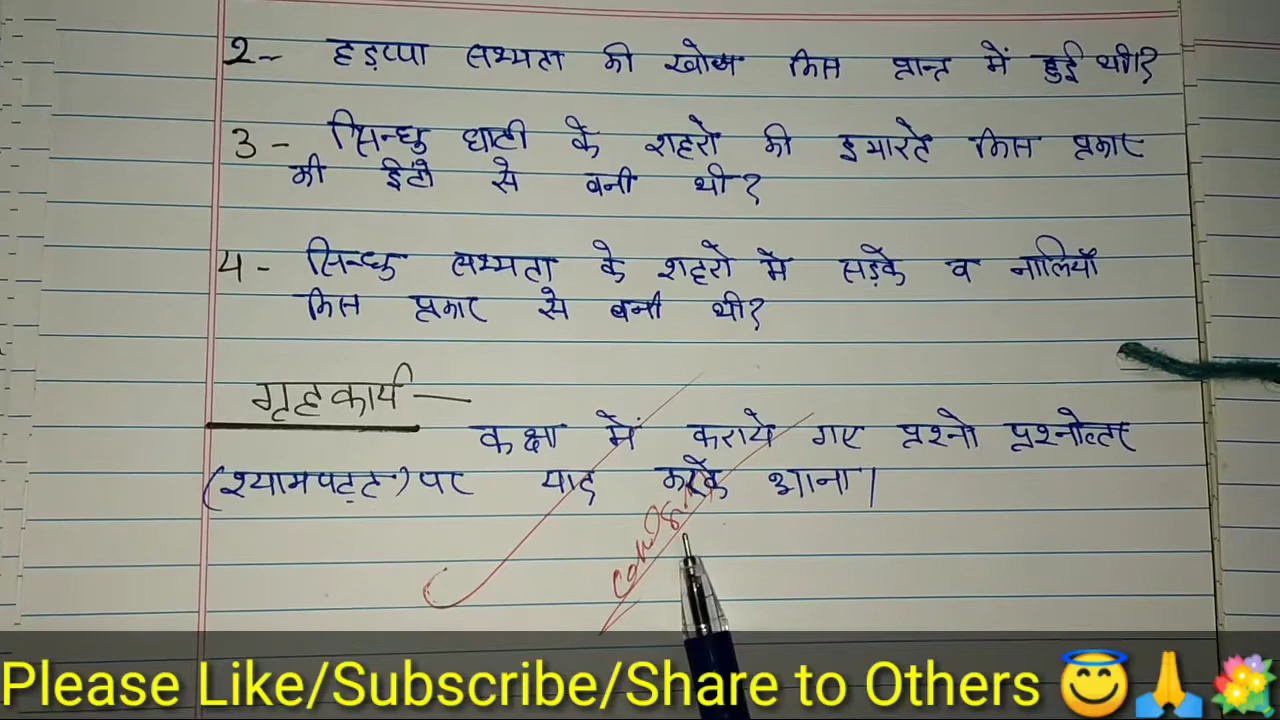 2- हड़प्पा सभ्यता की खोज किस प्रान्त में हुई थी?
3- सिन्धु घाटी के शहरो की इमारतें किस प्रकार
की ईंटो से बनी थी?
4- सिन्धु सभ्यता के शहरो में सड़के व नालियाँ
किस प्रकार से बनी थी?
गृहकार्य —
कक्षा में कराये गए प्रश्नो प्रश्नोत्तर
(श्यामपट्ट) पर याद करके आना।
Please Like/Subscribe/Share to Others 😇🙏💐